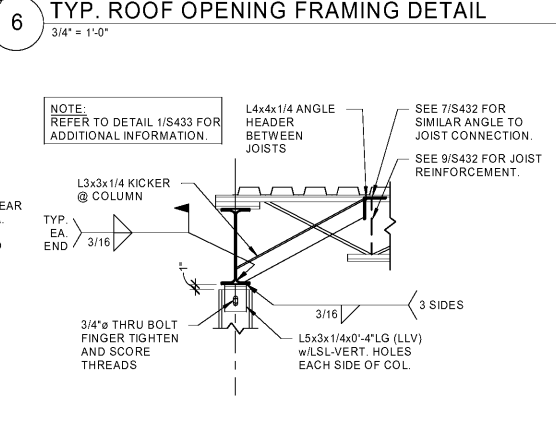 6
TYP. ROOF OPENING FRAMING DETAIL
3/4" = 1'-0"
NOTE:
REFER TO DETAIL 1/S433 FOR
ADDITIONAL INFORMATION.
L4x4x1/4 ANGLE
HEADER
BETWEEN
JOISTS
SEE 7/S432 FOR
SIMILAR ANGLE TO
JOIST CONNECTION.
SEE 9/S432 FOR JOIST
REINFORCEMENT.
L3x3x1/4 KICKER
@ COLUMN
EAR
TYP.
EA.
END
3/16
1"
3/16
3 SIDES
3/4"ø THRU BOLT
FINGER TIGHTEN
AND SCORE
THREADS
L5x3x1/4x0'-4"LG (LLV)
w/LSL-VERT. HOLES
EACH SIDE OF COL.